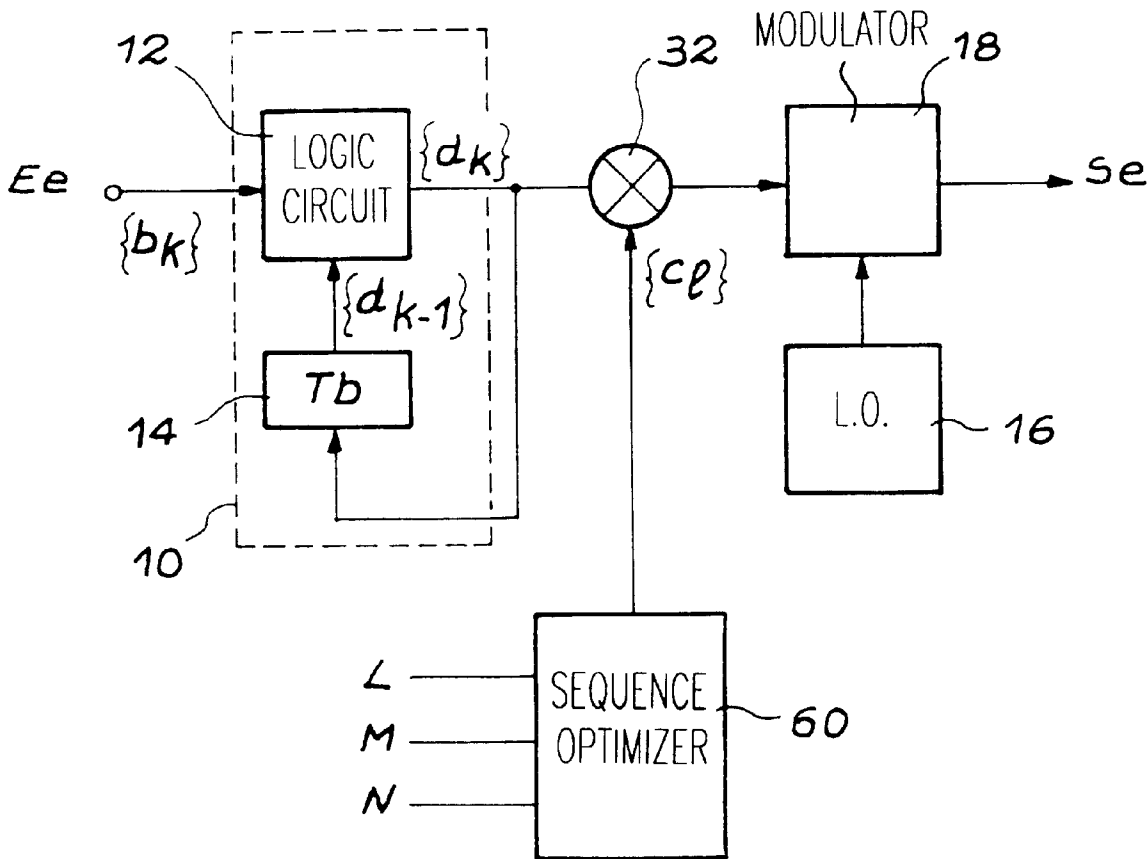 MODULATOR
12
32
18
LOGIC
CIRCUIT
{dk}
Ee
Se
{bk}
{cℓ}
{dk-1}
Tb
14
L.O.
16
10
L
M
N
SEQUENCE
OPTIMIZER
60